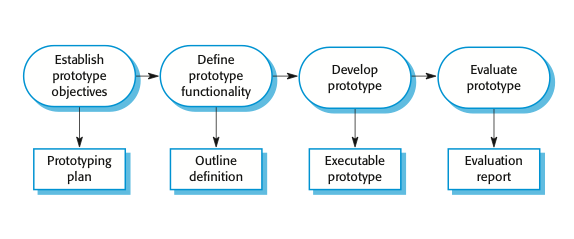 Establish
prototype
objectives
Define
prototype
functionality
Develop
prototype
Evaluate
prototype
Prototyping
plan
Outline
definition
Executable
prototype
Evaluation
report